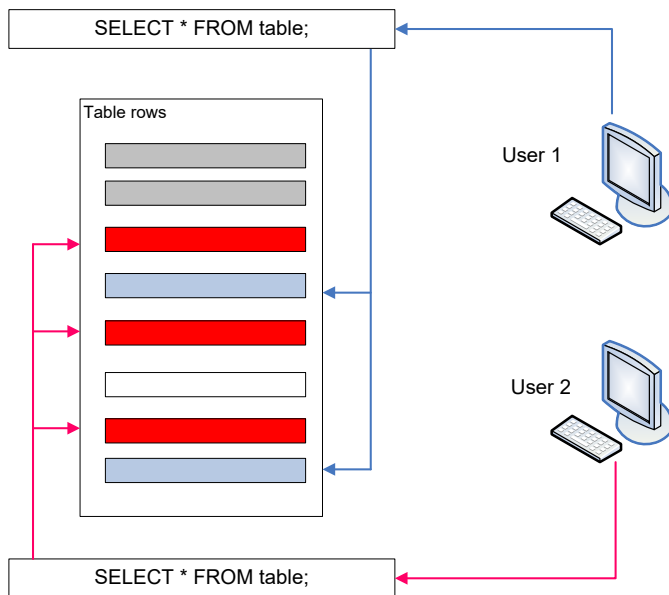 SELECT * FROM table;
Table rows
User 1
User 2
SELECT * FROM table;